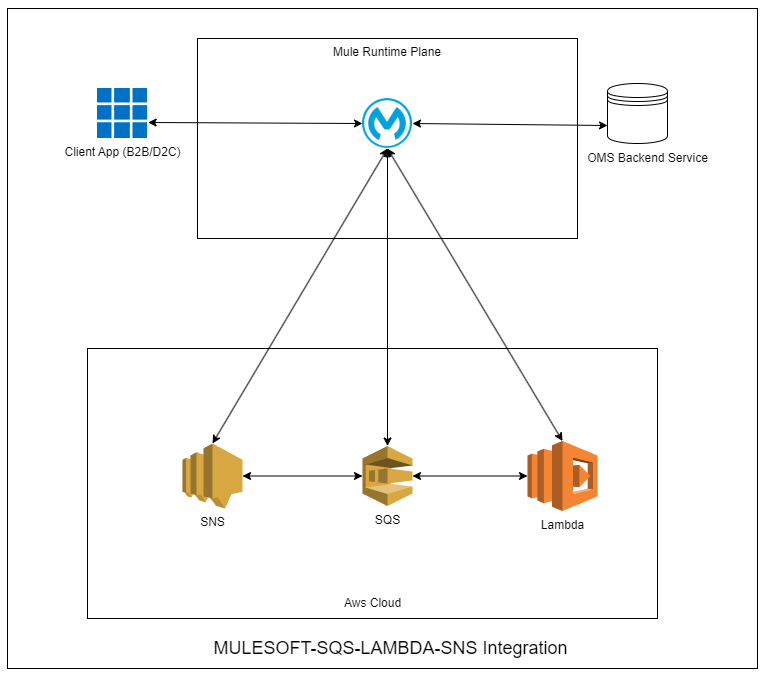 Mule Runtime Plane
Client App (B2B/D2C)
OMS Backend Service
SNS
SQS
Lambda
Aws Cloud
MULESOFT-SQS-LAMBDA-SNS Integration